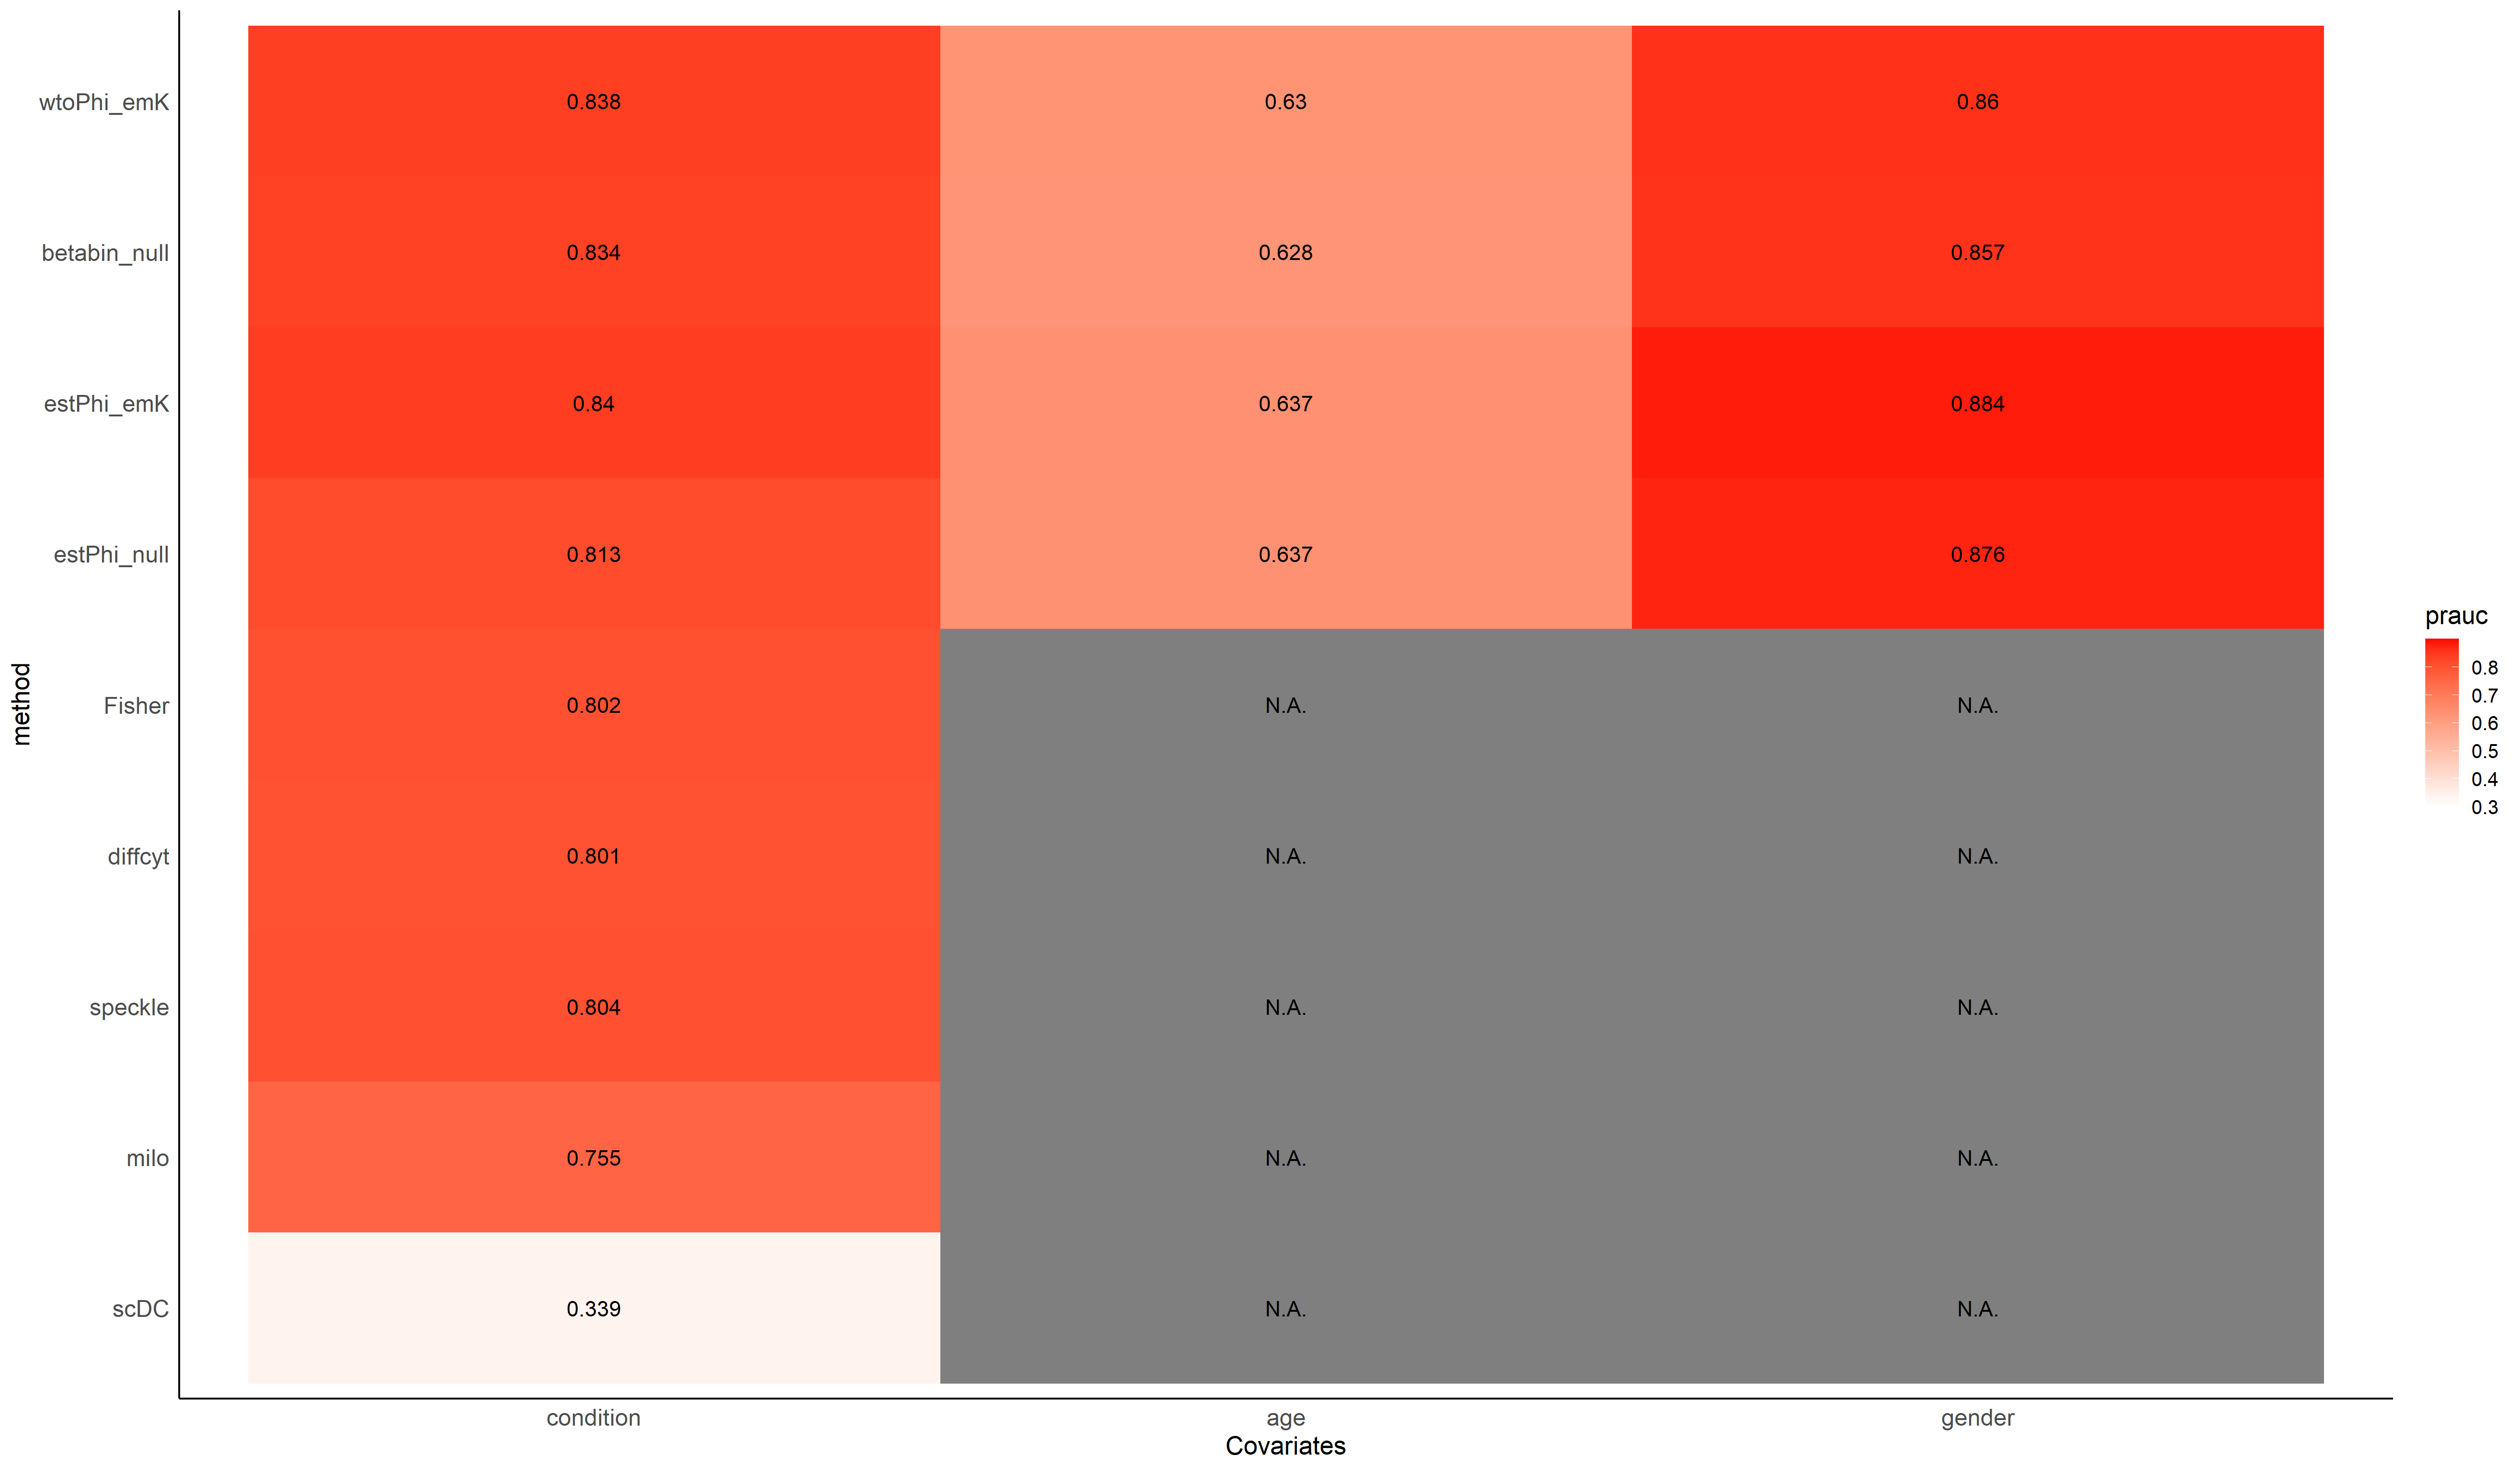 wtoPhi_emK 0.838 0.63 0.86
betabin_null 0.834 0.628 0.857
estPhi_emK 0.84 0.637 0.884
estPhi_null 0.813 0.637 0.876
Fisher 0.802 N.A. N.A.
diffcyt 0.801 N.A. N.A.
speckle 0.804 N.A. N.A.
milo 0.755 N.A. N.A.
scDC 0.339 N.A. N.A.
method
condition age gender
Covariates
prauc
0.8
0.7
0.6
0.5
0.4
0.3